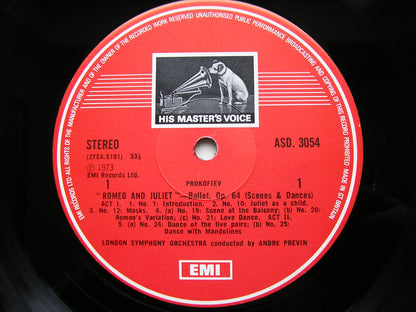 OF THE RECORDED WORK RESERVED UNAUTHORISED PUBLIC PERFORMANCE BROADCASTING AND COPYING OF THIS RECORD PROHIBITED MADE IN GT BRITAIN
EMI RECORDS LTD · ALL RIGHTS OF THE MANUFACTURER AND OF THE OWNER
HIS MASTER'S VOICE
STEREO
ASD. 3054
(2YEA.5191) 33⅓
℗ 1973
EMI Records Ltd.
1
PROKOFIEV
1
"ROMEO AND JULIET"—Ballet, Op. 64 (Scenes & Dances)
ACT I. 1. No. 1: Introduction. 2. No. 10: Juliet as a child.
3. No. 12: Masks. 4. (a) No. 19: Scene at the Balcony; (b) No. 20:
Romeo's Variation; (c) No. 21: Love Dance. ACT II.
5. (a) No. 24: Dance of the five pairs; (b) No. 25:
Dance with Mandolines
LONDON SYMPHONY ORCHESTRA conducted by ANDRE PREVIN
EMI